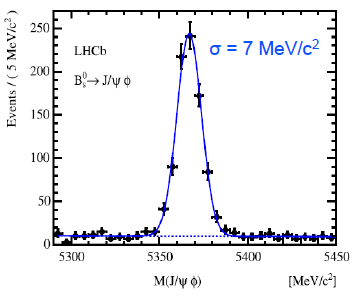 250
200
150
100
50
0
Events / ( 5 MeV/c²)
LHCb
B⁰ₛ→ J/ψ ϕ
σ = 7 MeV/c²
5300 5350 5400 5450
M(J/ψ ϕ) [MeV/c²]